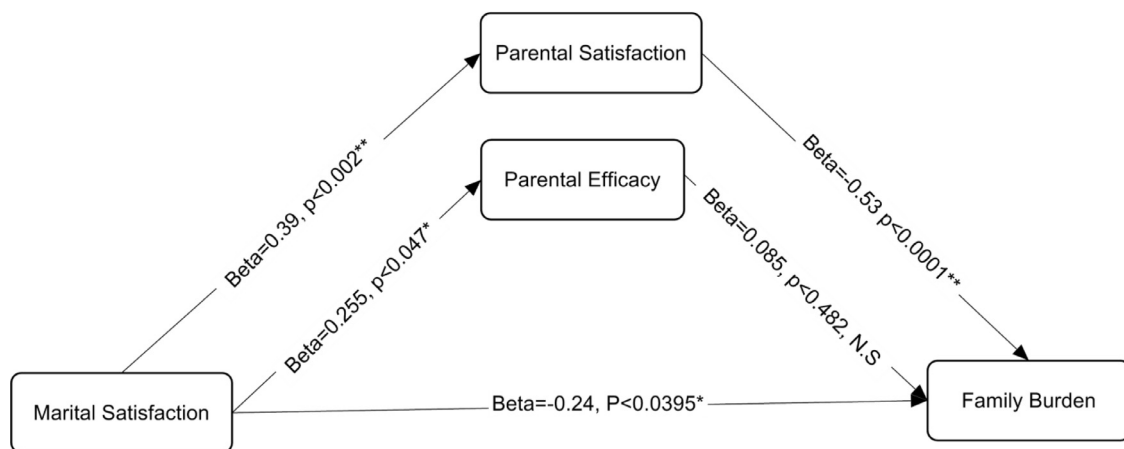 Parental Satisfaction
Beta=0.39, p<0.002**
Beta=-0.53 p<0.0001**
Parental Efficacy
Beta=0.255, p<0.047*
Beta=0.085, p<0.482, N.S
Marital Satisfaction
Beta=-0.24, P<0.0395*
Family Burden